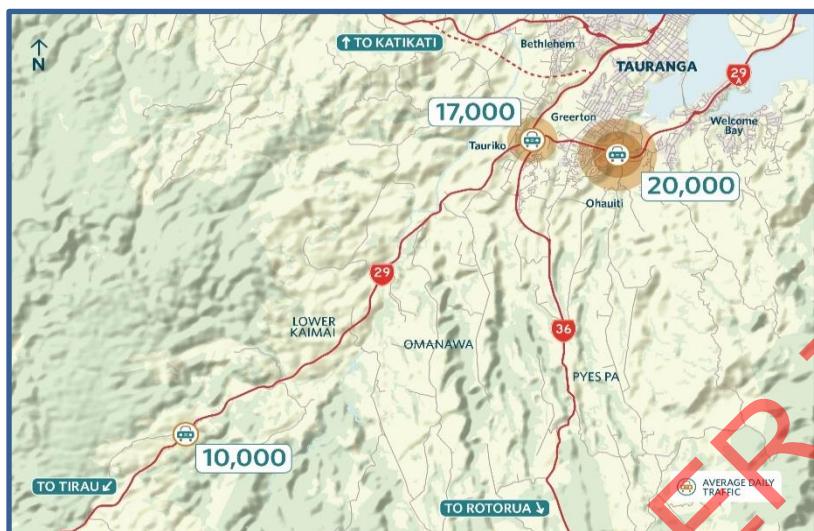 N
↑ TO KATIKATI
Bethlehem
TAURANGA
29
A
17,000
Greerton
Welcome
Bay
Tauriko
20,000
Ohauiti
29
LOWER
KAIMAI
OMANAWA
36
PYES PA
10,000
TO TIRAU ↙
TO ROTORUA ↘
AVERAGE DAILY
TRAFFIC
ER